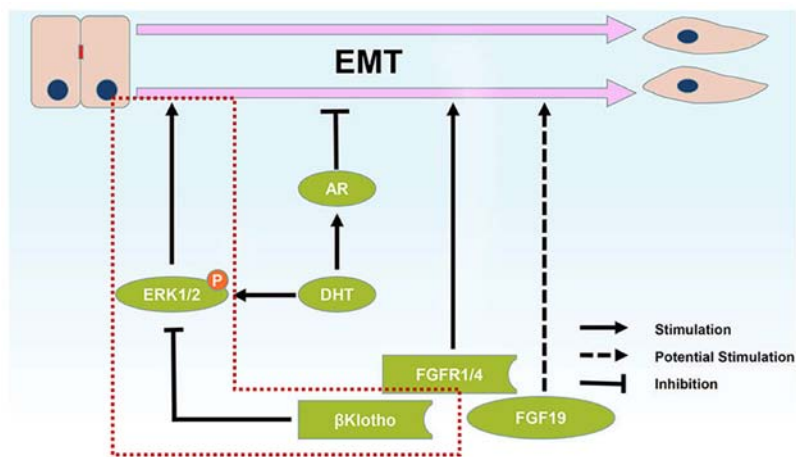 EMT
AR
P
ERK1/2
DHT
Stimulation
FGFR1/4
Potential Stimulation
Inhibition
βKlotho
FGF19